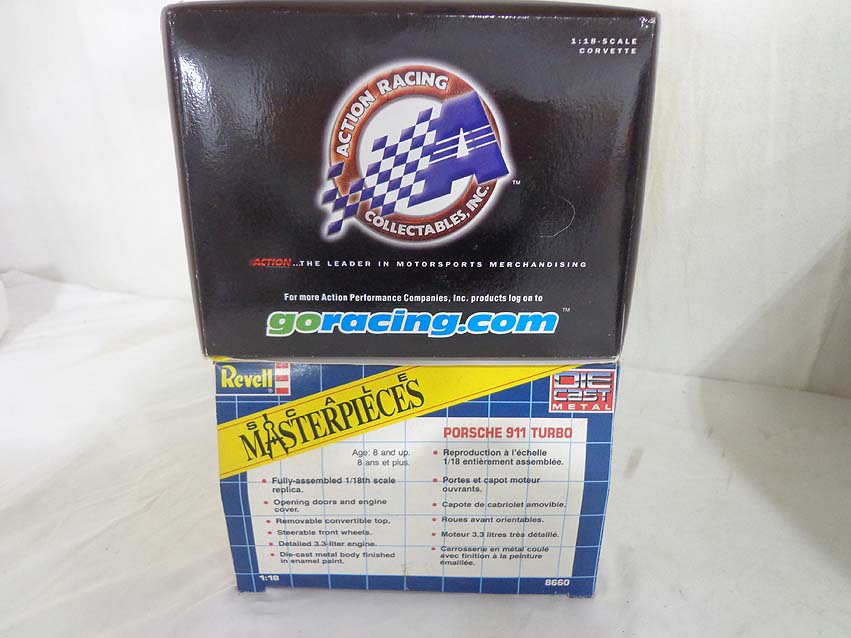 1:18-SCALE
CORVETTE
ACTION RACING
A
COLLECTABLES, INC.
TM
ACTION...THE LEADER IN MOTORSPORTS MERCHANDISING
For more Action Performance Companies, Inc. products log on to
goracing.com™
Revell®
SCALE
MASTERPIECES
DIE
CAST
METAL
PORSCHE 911 TURBO
Age: 8 and up.
8 ans et plus.
• Fully-assembled 1/18th scale
replica.
• Opening doors and engine
cover.
• Removable convertible top.
• Steerable front wheels.
• Detailed 3.3-liter engine.
• Die-cast metal body finished
in enamel paint.
• Reproduction à l'échelle
1/18 entièrement assemblée.
• Portes et capot moteur
ouvrants.
• Capote de cabriolet amovible.
• Roues avant orientables.
• Moteur 3,3 litres très détaillé.
• Carrosserie en métal coulé
avec finition à la peinture
émaillée.
1:18
8660